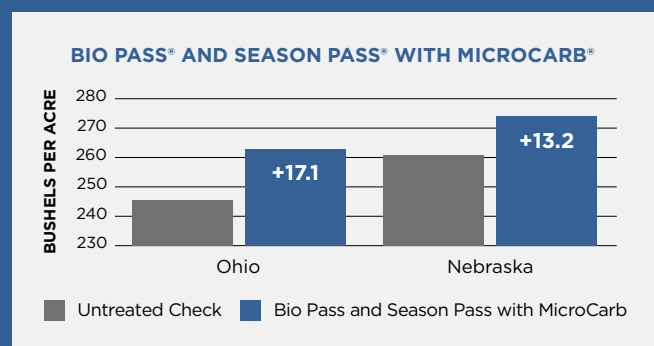 BIO PASS® AND SEASON PASS® WITH MICROCARB®
BUSHELS PER ACRE
280
270
260
250
240
230
+17.1
+13.2
Ohio
Nebraska
Untreated Check
Bio Pass and Season Pass with MicroCarb